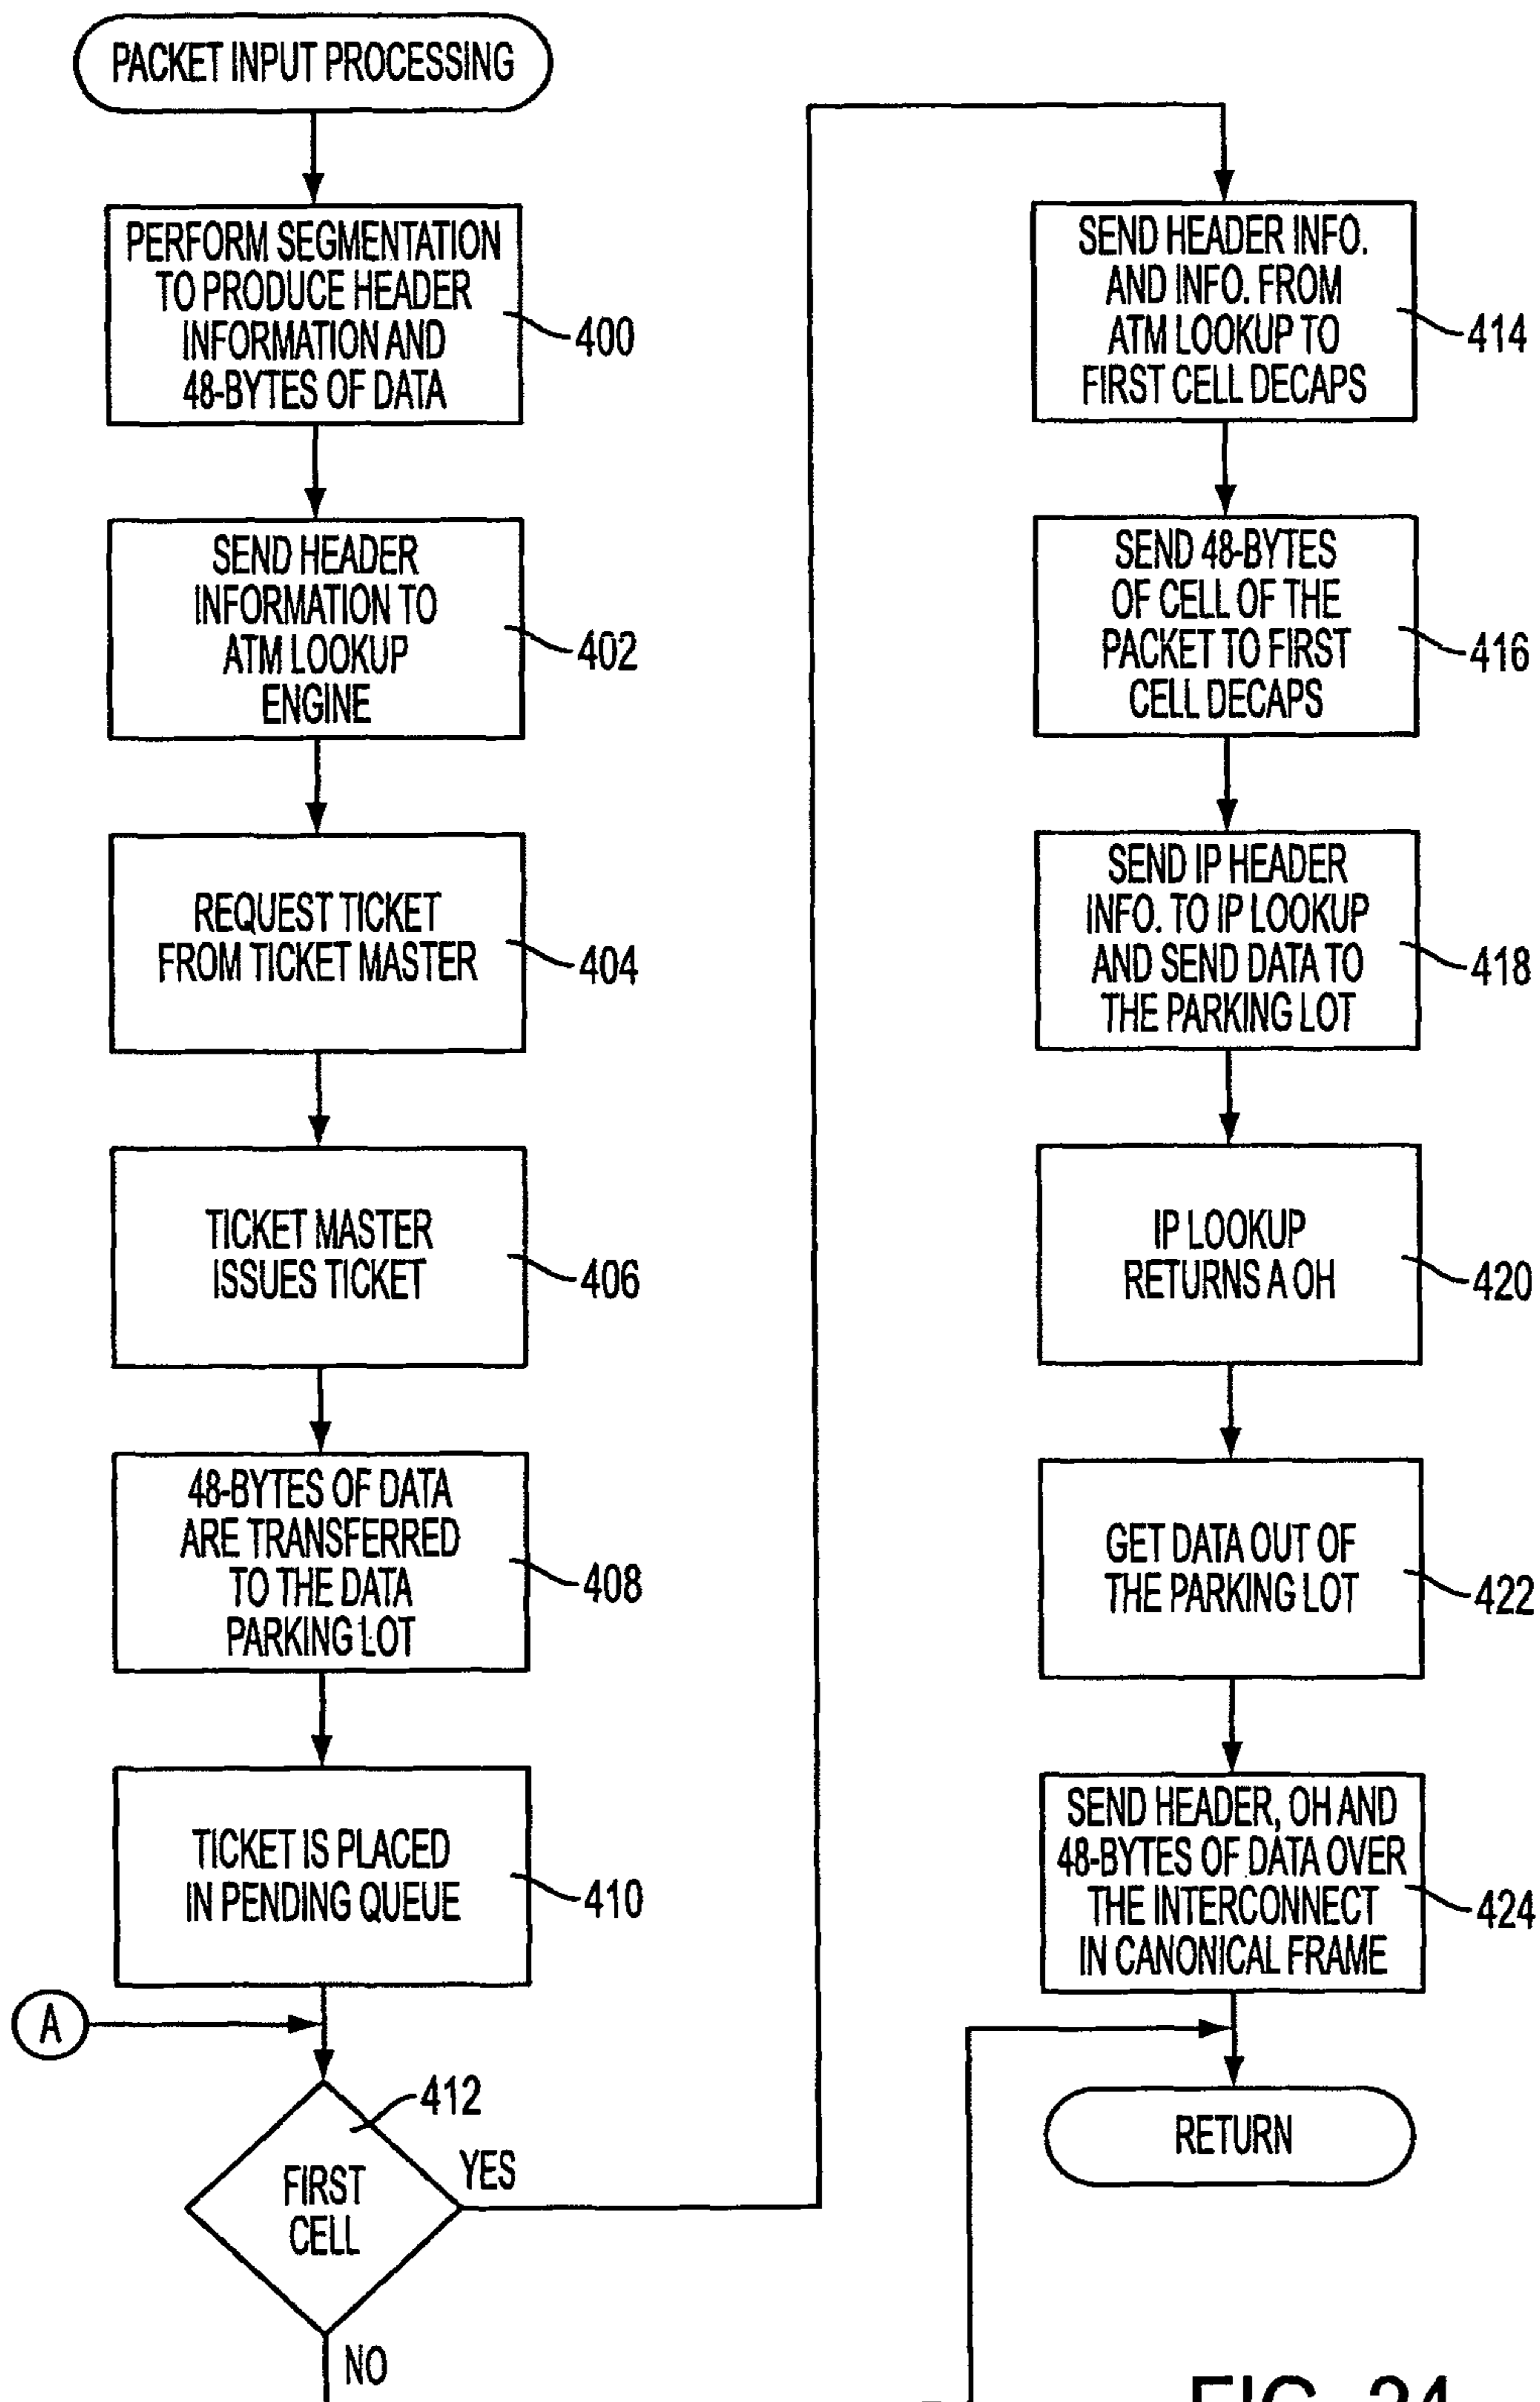 PACKET INPUT PROCESSING
PERFORM SEGMENTATION
TO PRODUCE HEADER
INFORMATION AND
48-BYTES OF DATA
400
SEND HEADER
INFORMATION TO
ATM LOOKUP
ENGINE
402
REQUEST TICKET
FROM TICKET MASTER
404
TICKET MASTER
ISSUES TICKET
406
48-BYTES OF DATA
ARE TRANSFERRED
TO THE DATA
PARKING LOT
408
TICKET IS PLACED
IN PENDING QUEUE
410
A
412
FIRST
CELL
YES
NO
SEND HEADER INFO.
AND INFO. FROM
ATM LOOKUP TO
FIRST CELL DECAPS
414
SEND 48-BYTES
OF CELL OF THE
PACKET TO FIRST
CELL DECAPS
416
SEND IP HEADER
INFO. TO IP LOOKUP
AND SEND DATA TO
THE PARKING LOT
418
IP LOOKUP
RETURNS A OH
420
GET DATA OUT OF
THE PARKING LOT
422
SEND HEADER, OH AND
48-BYTES OF DATA OVER
THE INTERCONNECT
IN CANONICAL FRAME
424
RETURN
FIG. 24